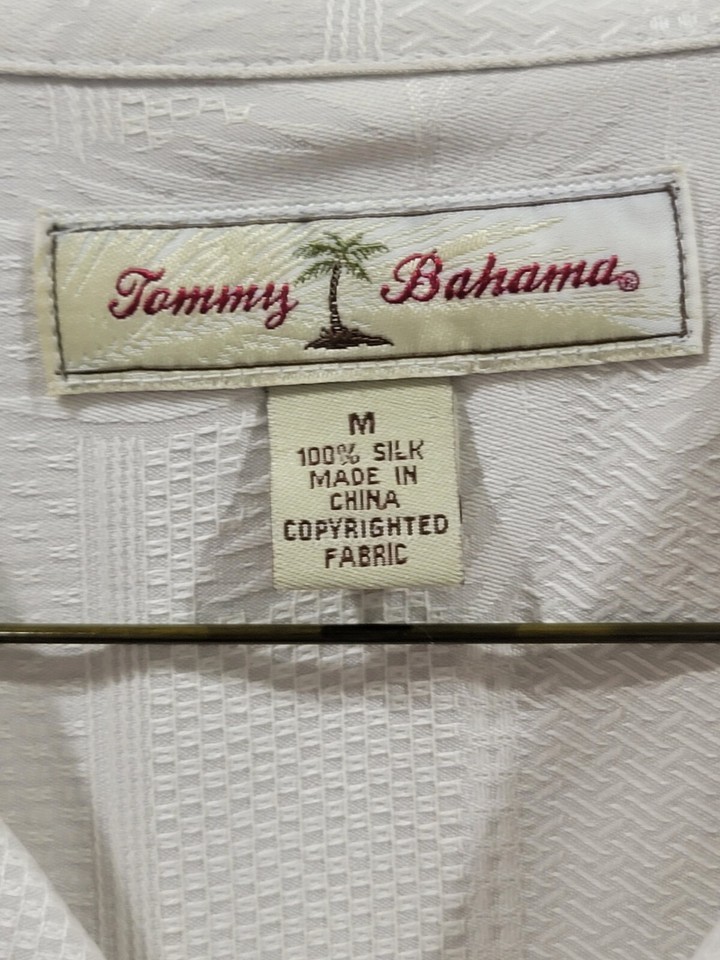 Tommy Bahama®
M
100% SILK
MADE IN
CHINA
COPYRIGHTED
FABRIC